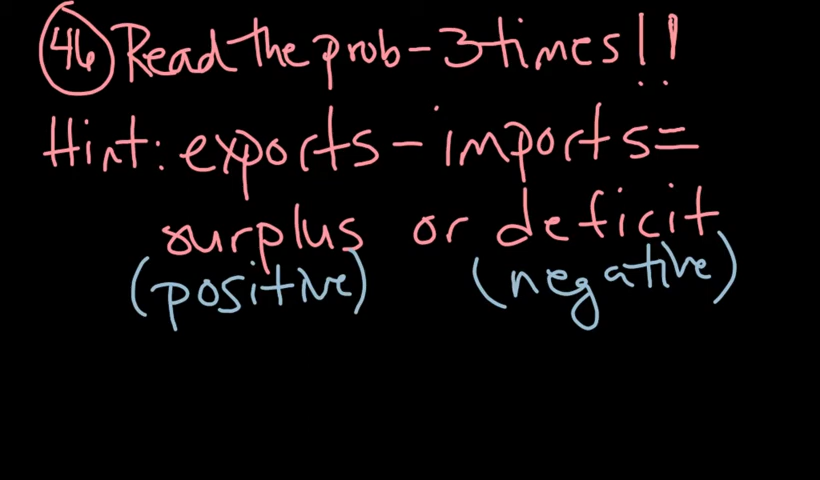 46 Read the prob - 3 times!!
Hint: exports - imports =
surplus or deficit
(positive) (negative)